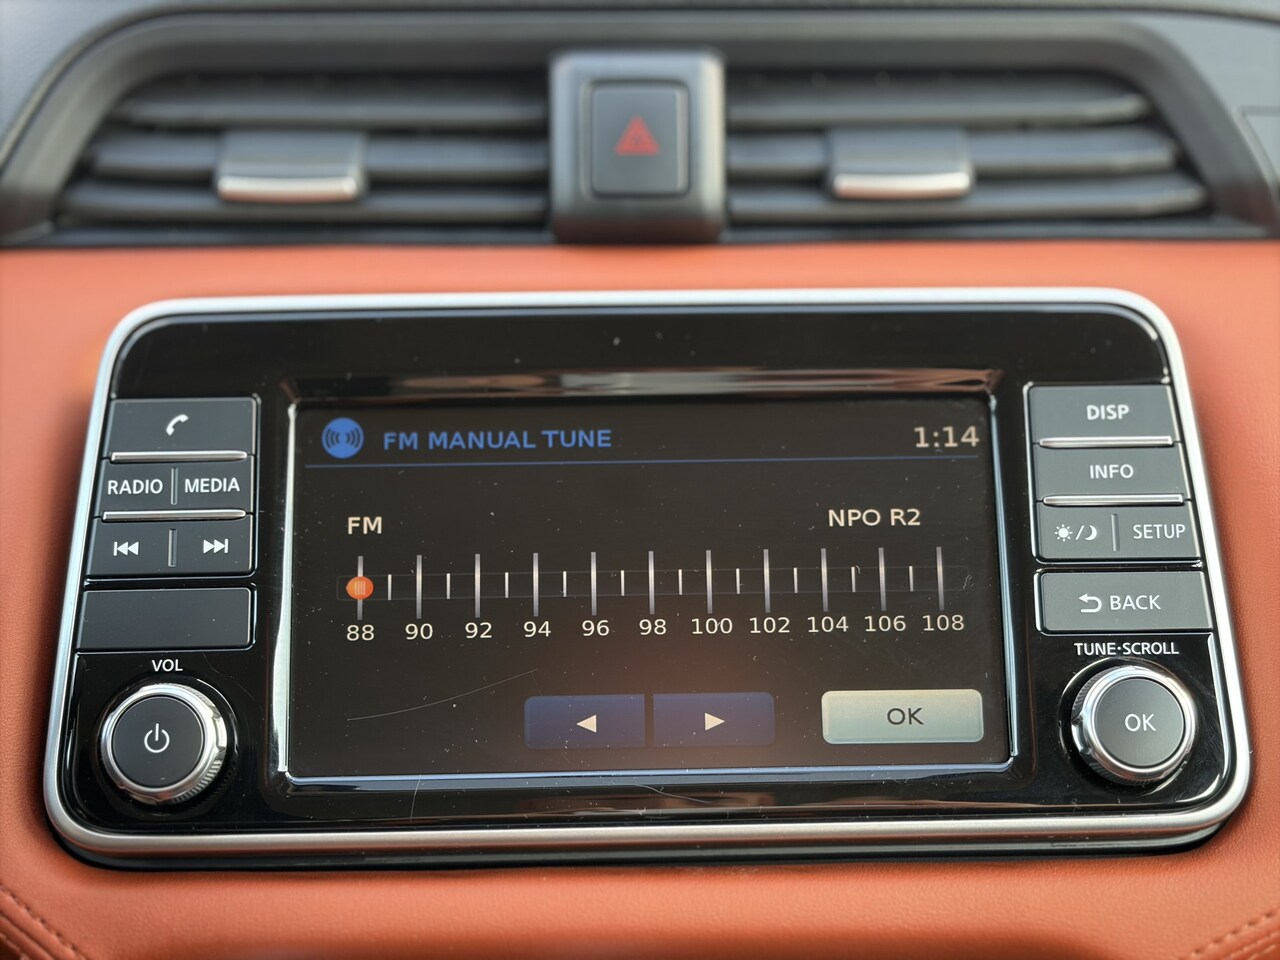 FM MANUAL TUNE 1:14
FM NPO R2
88 90 92 94 96 98 100 102 104 106 108
OK
RADIO MEDIA
VOL
DISP
INFO
SETUP
BACK
TUNE·SCROLL
OK